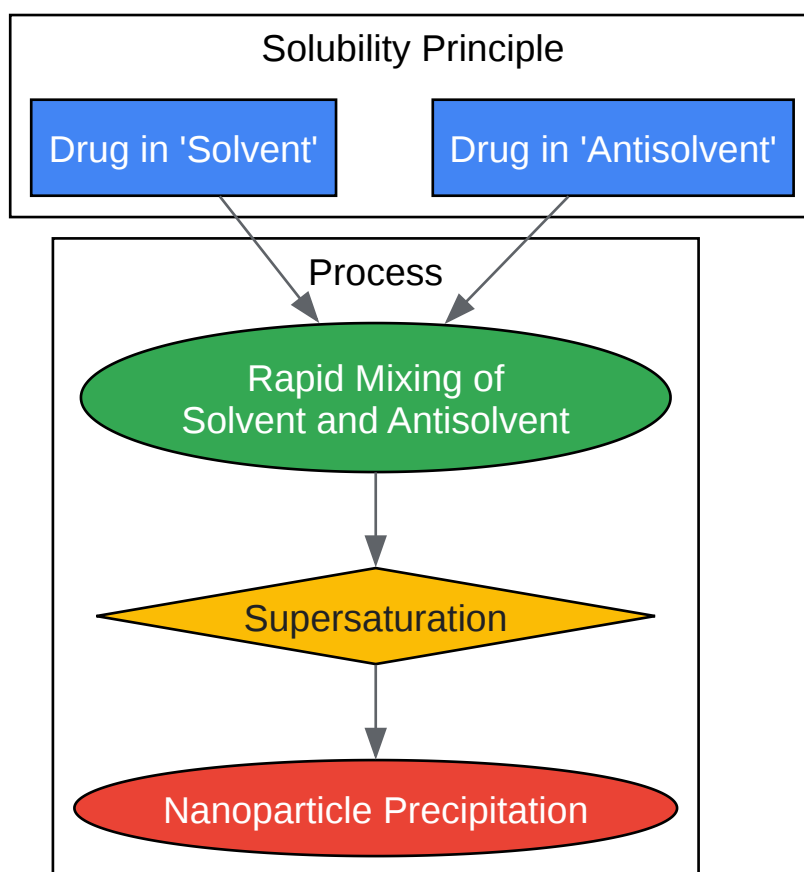 Solubility Principle
Drug in 'Solvent'
Drug in 'Antisolvent'
Process
Rapid Mixing of
Solvent and Antisolvent
Supersaturation
Nanoparticle Precipitation